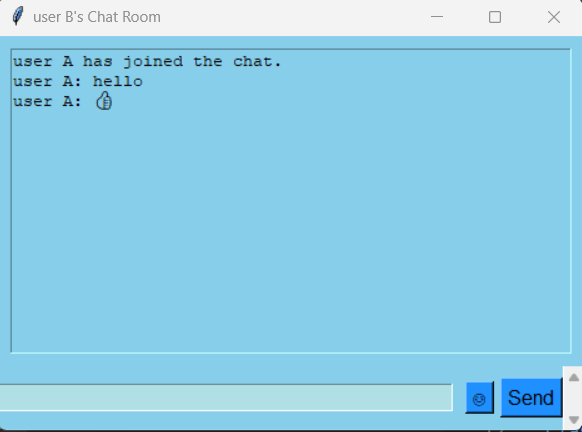 user B's Chat Room
user A has joined the chat.
user A: hello
user A: 👍
☺ Send